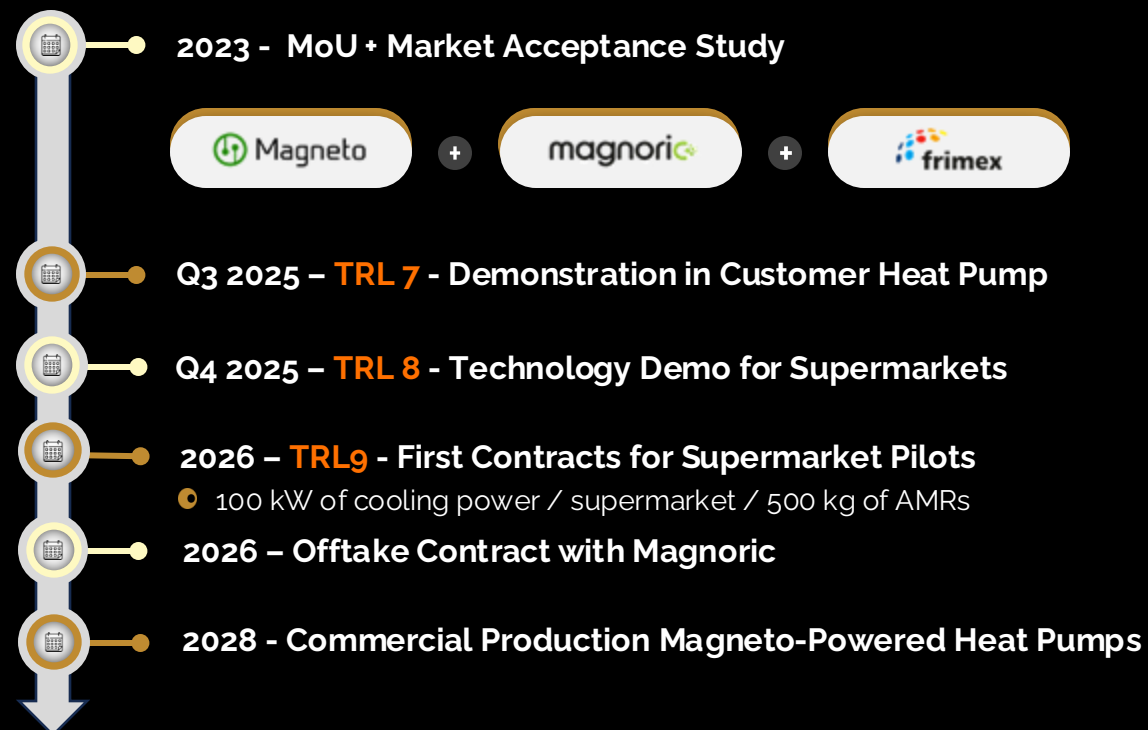 2023 - MoU + Market Acceptance Study
Magneto + magnoric + frimex
Q3 2025 – TRL 7 - Demonstration in Customer Heat Pump
Q4 2025 – TRL 8 - Technology Demo for Supermarkets
2026 – TRL9 - First Contracts for Supermarket Pilots
100 kW of cooling power / supermarket / 500 kg of AMRs
2026 – Offtake Contract with Magnoric
2028 - Commercial Production Magneto-Powered Heat Pumps